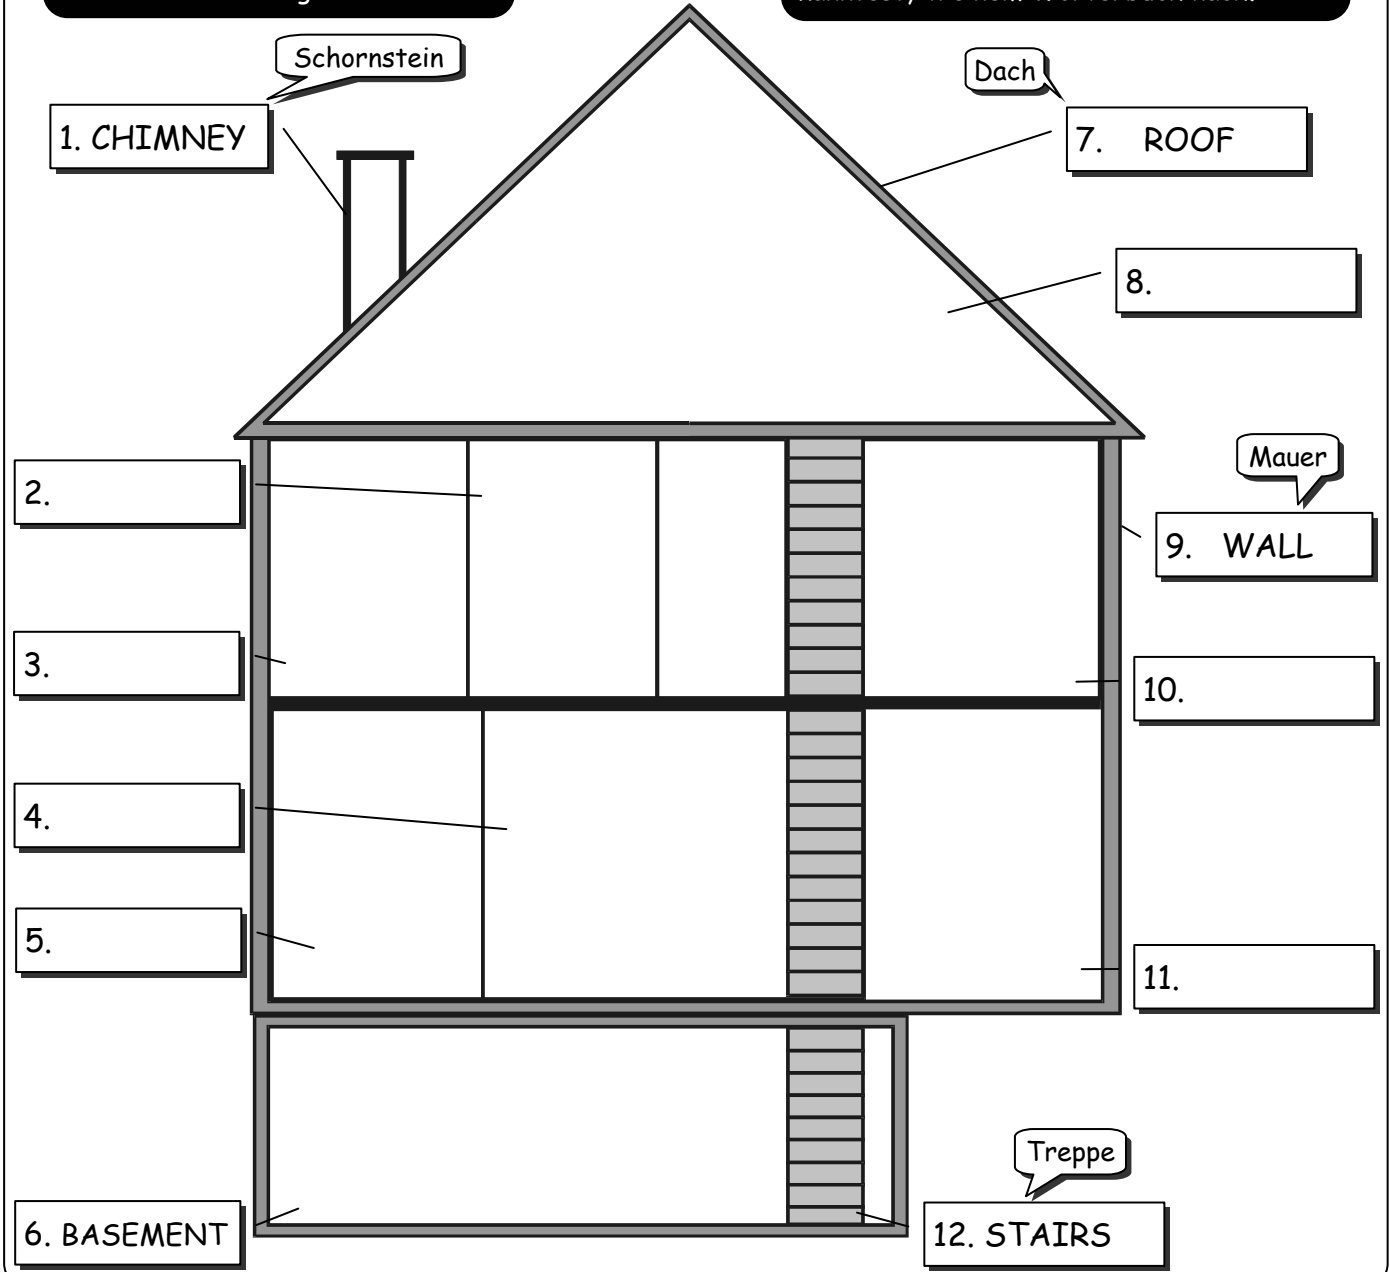 Schornstein
Dach
1. CHIMNEY
7. ROOF
8.
Mauer
2.
9. WALL
3.
10.
4.
5.
11.
Treppe
6. BASEMENT
12. STAIRS